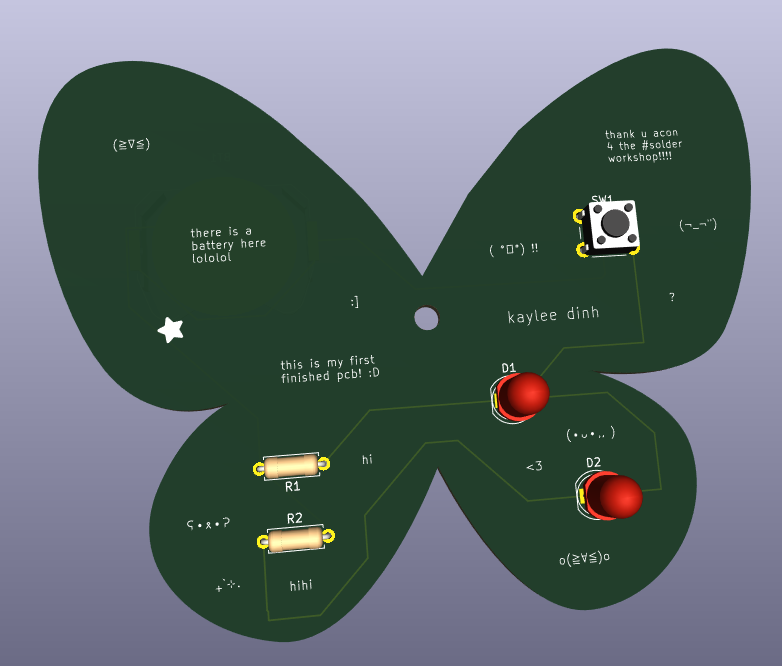 thank u acon
4 the #solder
workshop!!!!
(≧∇≦)
SW1
there is a
battery here
lololol
(¬_¬")
( °□°) !!
:]
?
kaylee dinh
this is my first
finished pcb! :D
D1
<3
D2
hi
R1
R2
o(≧∀≦)o
hihi